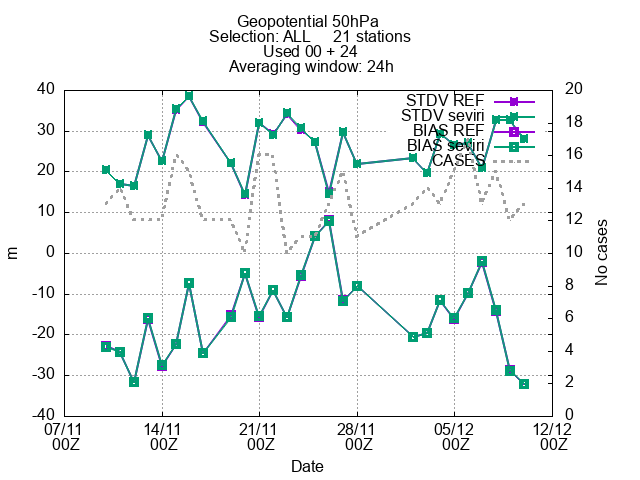 Geopotential 50hPa
Selection: ALL     21 stations
Used 00 + 24
Averaging window: 24h
40 20
STDV REF
18
STDV seviri
30
BIAS REF
16
BIAS seviri
CASES
20
14
10 12
0 10
-10 8
6
-20
4
-30
2
-40 0
07/11 14/11 21/11 28/11 05/12 12/12
00Z 00Z 00Z 00Z 00Z 00Z
m
No cases
Date